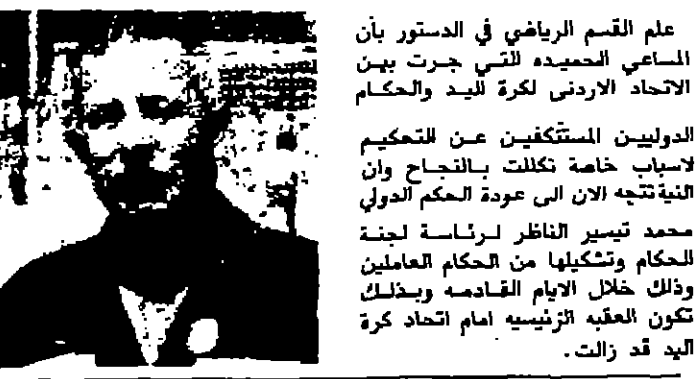 علم القسم الرياضي في الدستور بأن
المساعي الحميده التي جرت بين
الاتحاد الاردنى لكرة اليد والحكام
الدوليين المستنكفين عن التحكيم
لاسباب خاصة تكللت بالنجاح وان
النية تتجه الان الى عودة الحكم الدولي
محمد تيسير الناظر لرئاسة لجنة
الحكام وتشكيلها من الحكام العاملين
وذلك خلال الايام القادمه وبذلك
تكون العقبه الرئيسيه امام اتحاد كرة
اليد قد زالت.